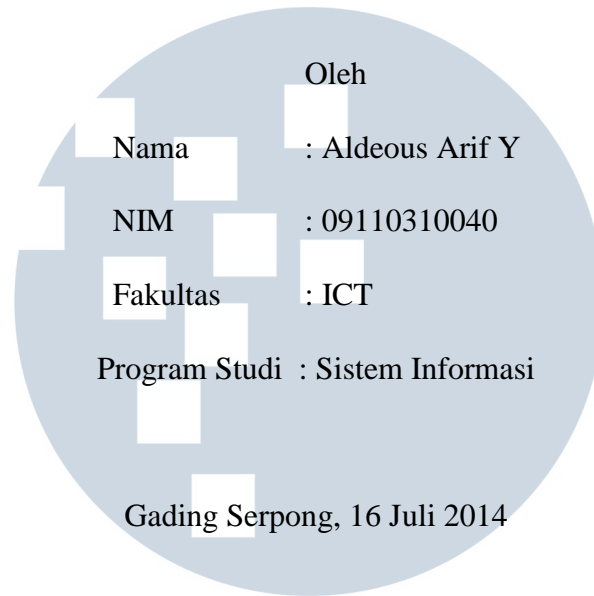 Oleh
Nama : Aldeous Arif Y
NIM : 09110310040
Fakultas : ICT
Program Studi : Sistem Informasi
Gading Serpong, 16 Juli 2014